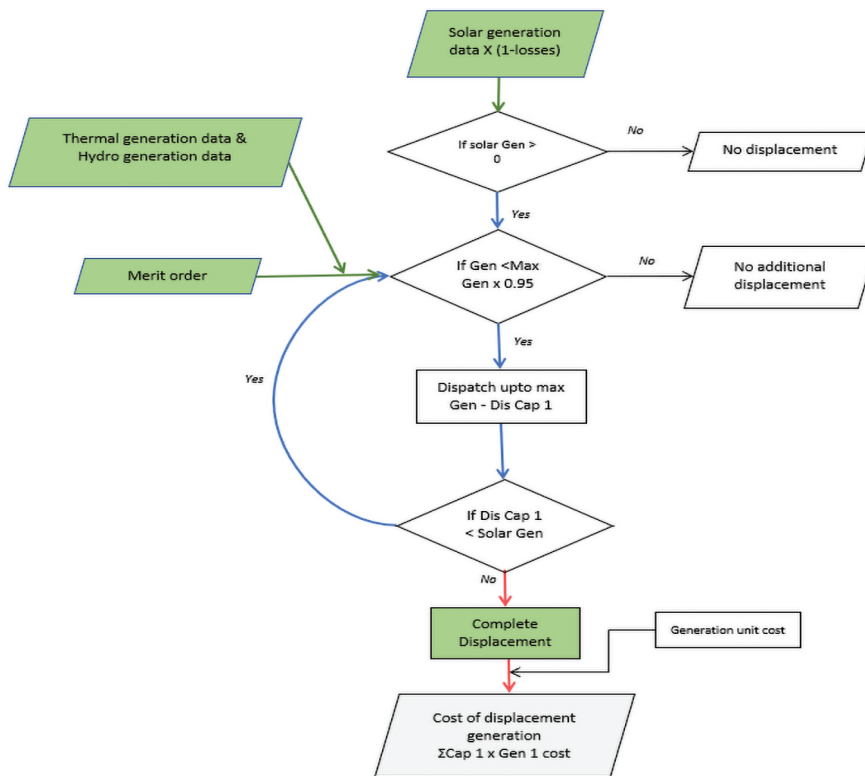 Solar generation
data X (1-losses)
Thermal generation data &
Hydro generation data
If solar Gen >
0
No
No displacement
Yes
Merit order
If Gen <Max
Gen x 0.95
No
No additional
displacement
Yes
Yes
Dispatch upto max
Gen - Dis Cap 1
If Dis Cap 1
< Solar Gen
No
Complete
Displacement
Generation unit cost
Cost of displacement
generation
ΣCap 1 x Gen 1 cost